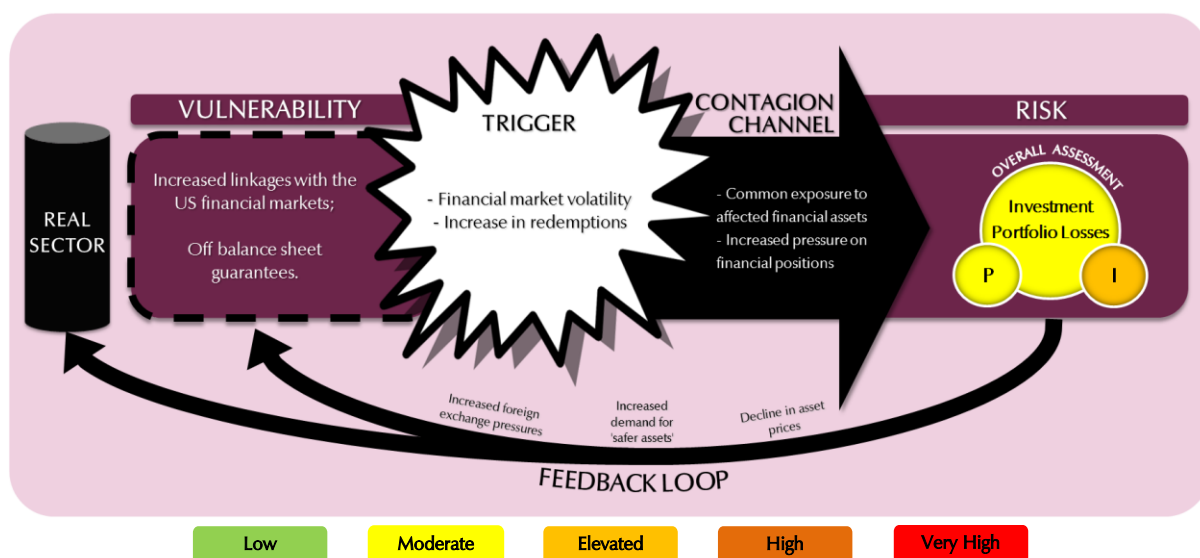 VULNERABILITY
TRIGGER
CONTAGION
CHANNEL
RISK
REAL
SECTOR
Increased linkages with the
US financial markets;
Off balance sheet
guarantees.
- Financial market volatility
- Increase in redemptions
- Common exposure to
affected financial assets
- Increased pressure on
financial positions
OVERALL ASSESSMENT
Investment
Portfolio Losses
P
I
Increased foreign
exchange pressures
Increased
demand for
'safer assets'
Decline in asset
prices
FEEDBACK LOOP
Low
Moderate
Elevated
High
Very High